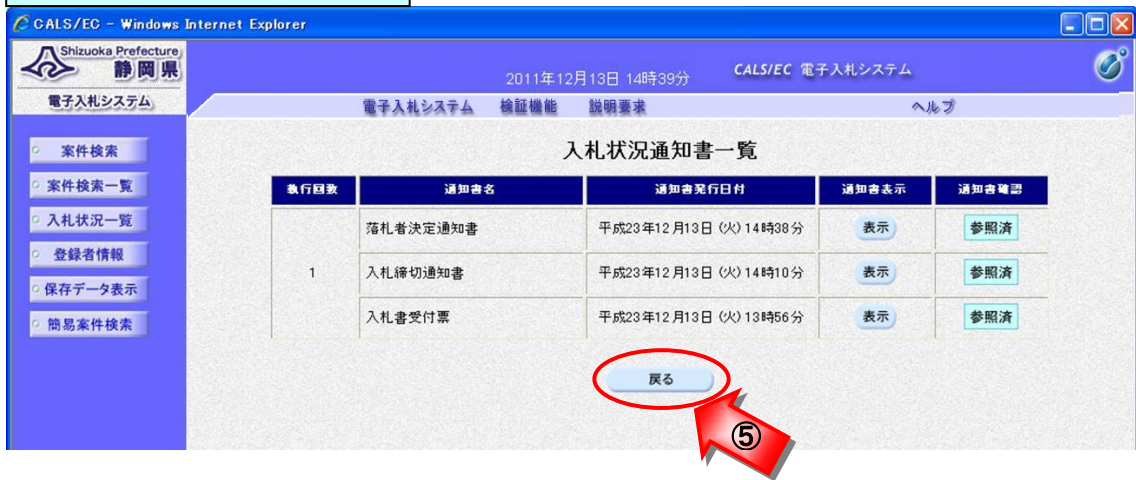 CALS/EC - Windows Internet Explorer
Shizuoka Prefecture
静岡県
2011年12月13日 14時39分
CALS/EC 電子入札システム
電子入札システム
電子入札システム 検証機能 説明要求 ヘルプ
案件検索
案件検索一覧
入札状況一覧
登録者情報
保存データ表示
簡易案件検索
入札状況通知書一覧
執行回数 通知書名 通知書発行日付 通知書表示 通知書確認
落札者決定通知書 平成23年12月13日 (火) 14時38分 表示 参照済
1 入札締切通知書 平成23年12月13日 (火) 14時10分 表示 参照済
入札書受付票 平成23年12月13日 (火) 13時56分 表示 参照済
戻る
⑤